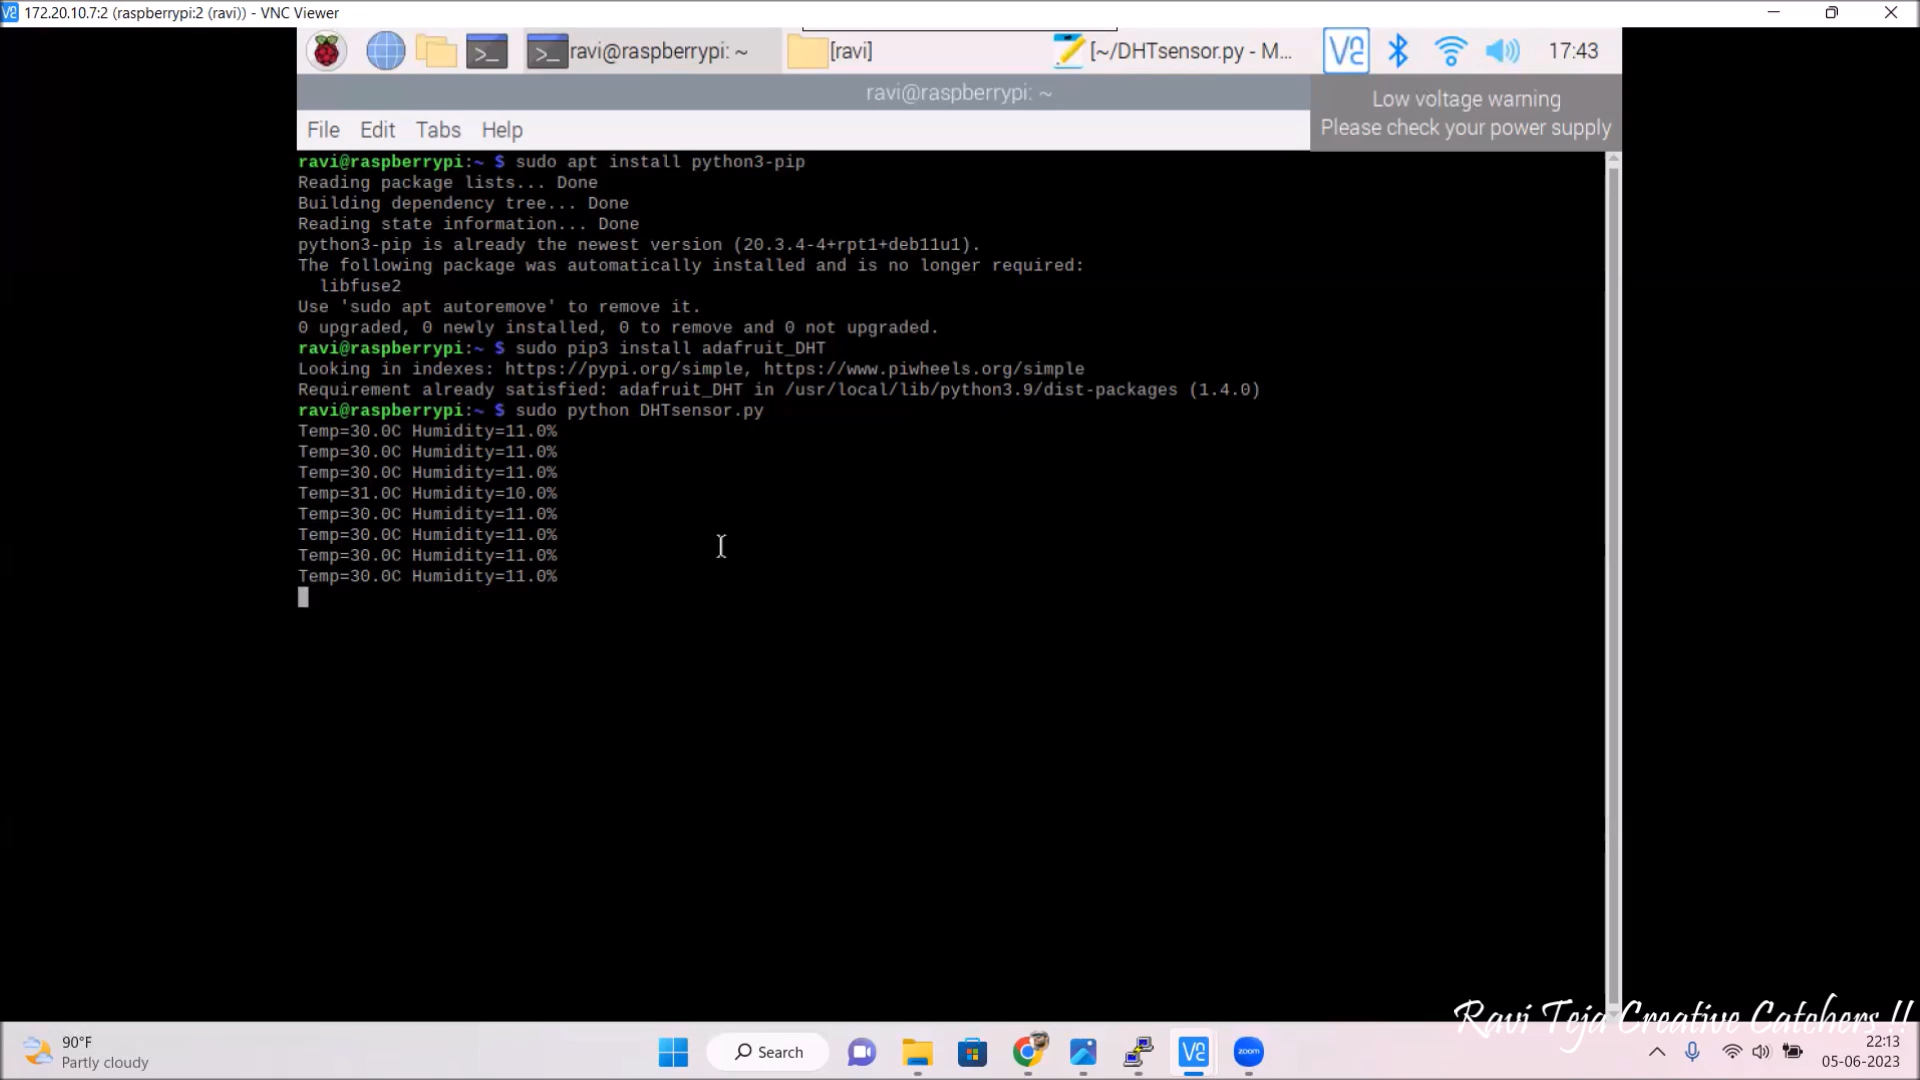 172.20.10.7:2 (raspberrypi:2 (ravi)) - VNC Viewer
ravi@raspberrypi: ~
[ravi]
[~/DHTsensor.py - M...
17:43
ravi@raspberrypi: ~
Low voltage warning
Please check your power supply
File Edit Tabs Help
ravi@raspberrypi:~ $ sudo apt install python3-pip
Reading package lists... Done
Building dependency tree... Done
Reading state information... Done
python3-pip is already the newest version (20.3.4-4+rpt1+deb11u1).
The following package was automatically installed and is no longer required:
libfuse2
Use 'sudo apt autoremove' to remove it.
0 upgraded, 0 newly installed, 0 to remove and 0 not upgraded.
ravi@raspberrypi:~ $ sudo pip3 install adafruit_DHT
Looking in indexes: https://pypi.org/simple, https://www.piwheels.org/simple
Requirement already satisfied: adafruit_DHT in /usr/local/lib/python3.9/dist-packages (1.4.0)
ravi@raspberrypi:~ $ sudo python DHTsensor.py
Temp=30.0C Humidity=11.0%
Temp=30.0C Humidity=11.0%
Temp=30.0C Humidity=11.0%
Temp=31.0C Humidity=10.0%
Temp=30.0C Humidity=11.0%
Temp=30.0C Humidity=11.0%
Temp=30.0C Humidity=11.0%
Temp=30.0C Humidity=11.0%
Ravi Teja Creative Catchers !!
90°F
Partly cloudy
Search
zoom
22:13
05-06-2023